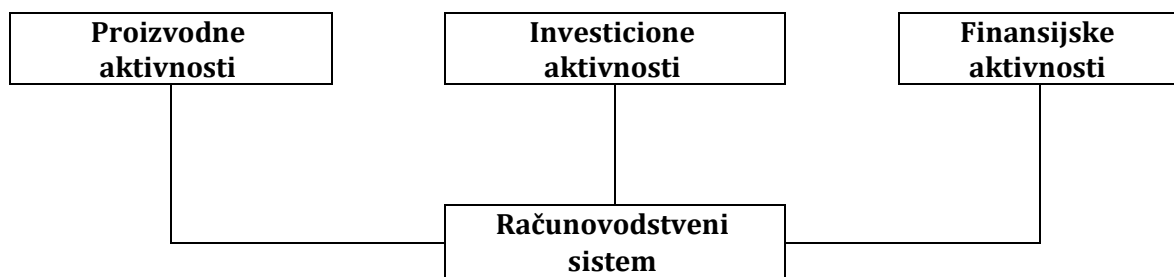 Proizvodne
aktivnosti
Investicione
aktivnosti
Finansijske
aktivnosti
Računovodstveni
sistem